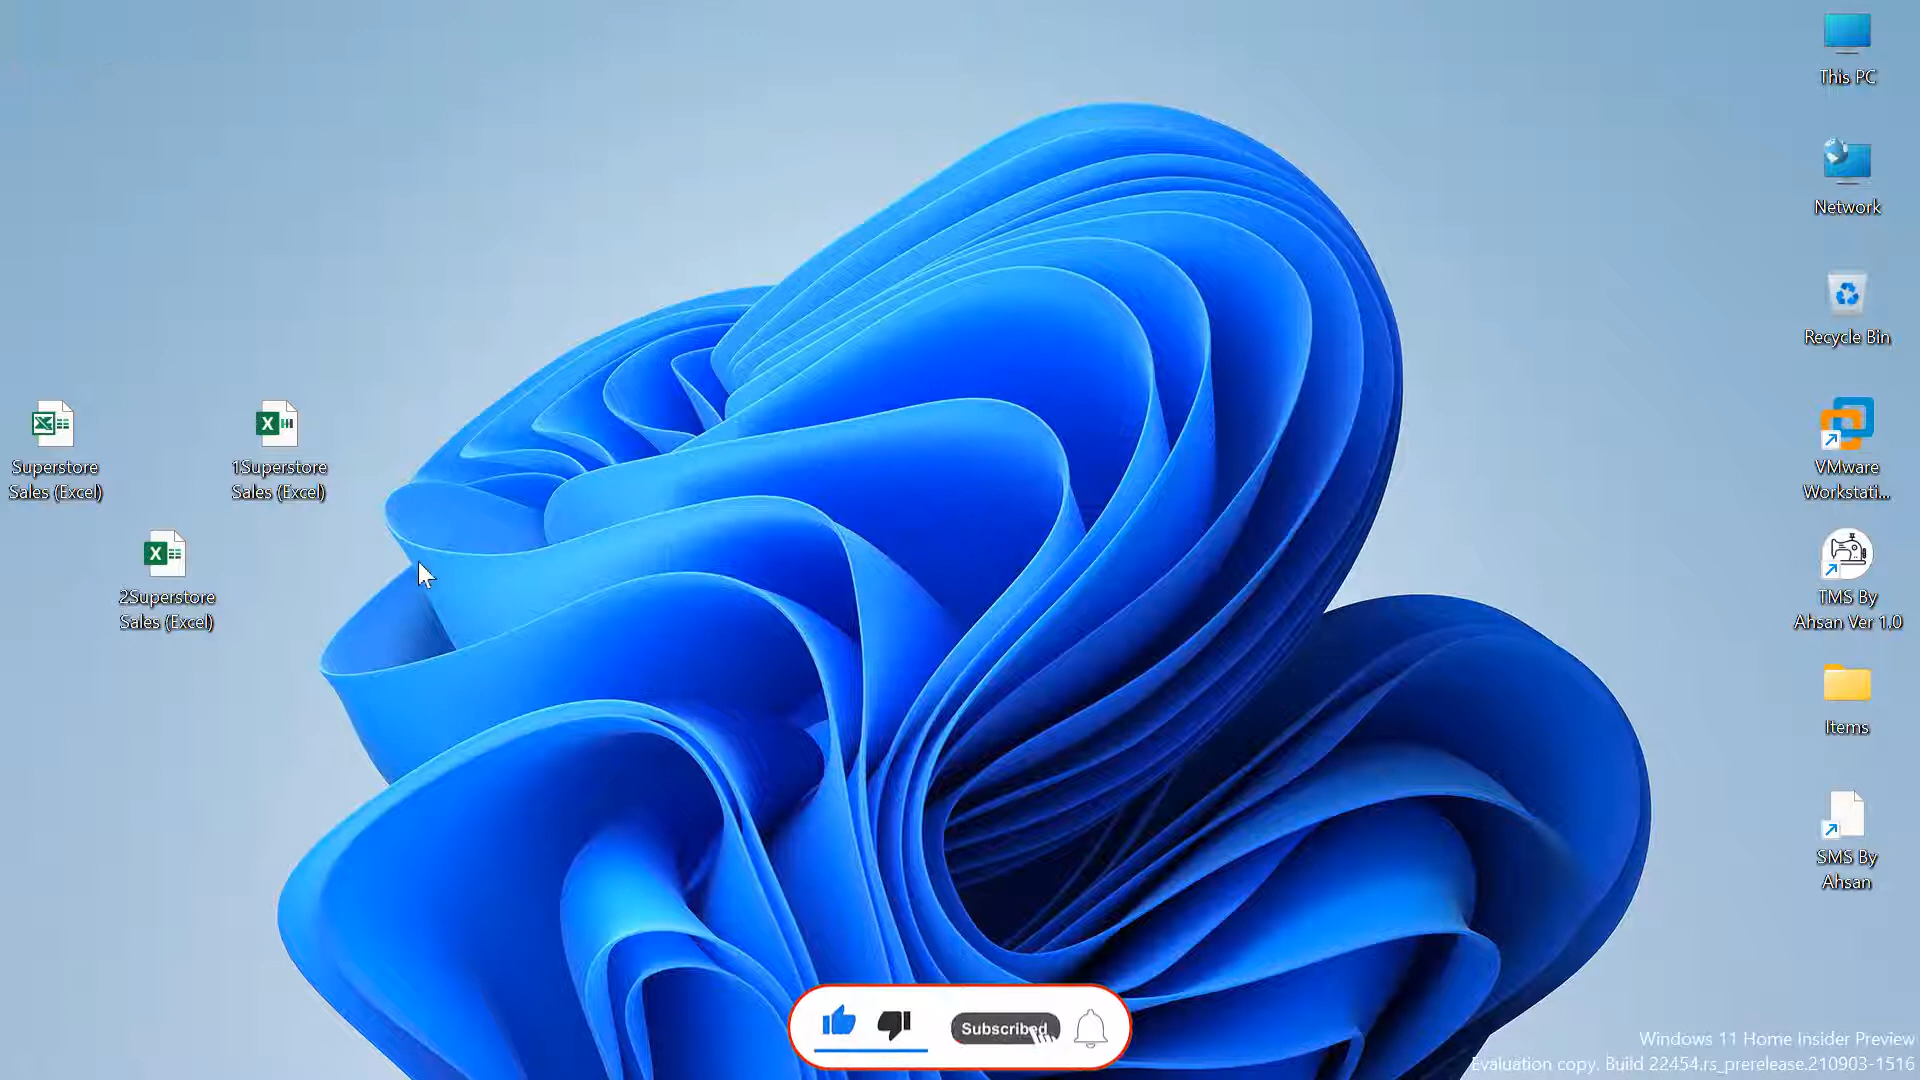 This PC
Network
Recycle Bin
Superstore
Sales (Excel)
1Superstore
Sales (Excel)
VMware
Workstati...
2Superstore
Sales (Excel)
TMS By
Ahsan Ver 1.0
Items
SMS By
Ahsan
Subscribed
Windows 11 Home Insider Preview
Evaluation copy. Build 22454.rs_prerelease.210903-1516